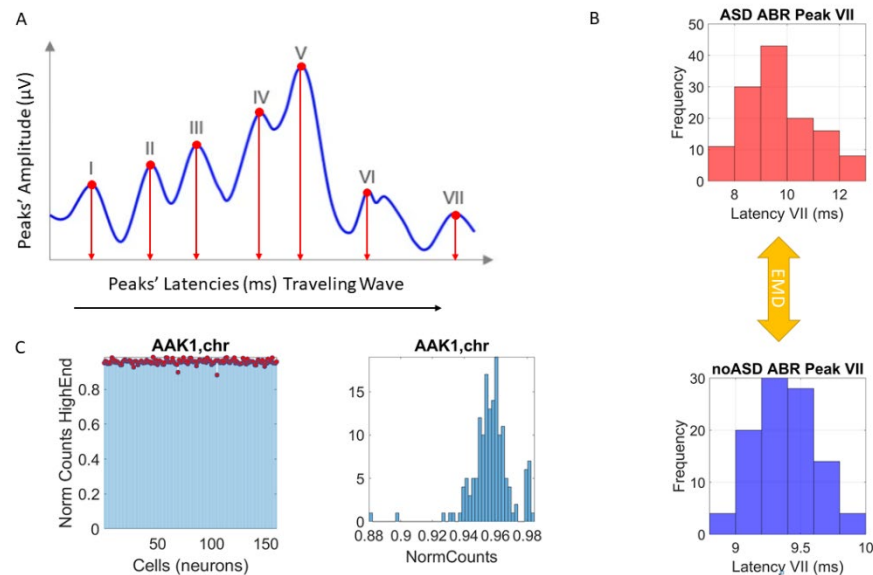 A
Peaks' Amplitude (µV)
I
II
III
IV
V
VI
VII
Peaks' Latencies (ms) Traveling Wave
B
ASD ABR Peak VII
Frequency
50
40
30
20
10
0
8 10 12
Latency VII (ms)
EMD
noASD ABR Peak VII
Frequency
30
20
10
0
9 9.5 10
Latency VII (ms)
C
AAK1,chr
Norm Counts HighEnd
0.8
0.6
0.4
0.2
0
50 100 150
Cells (neurons)
AAK1,chr
15
10
5
0
0.88 0.9 0.92 0.94 0.96 0.98
NormCounts